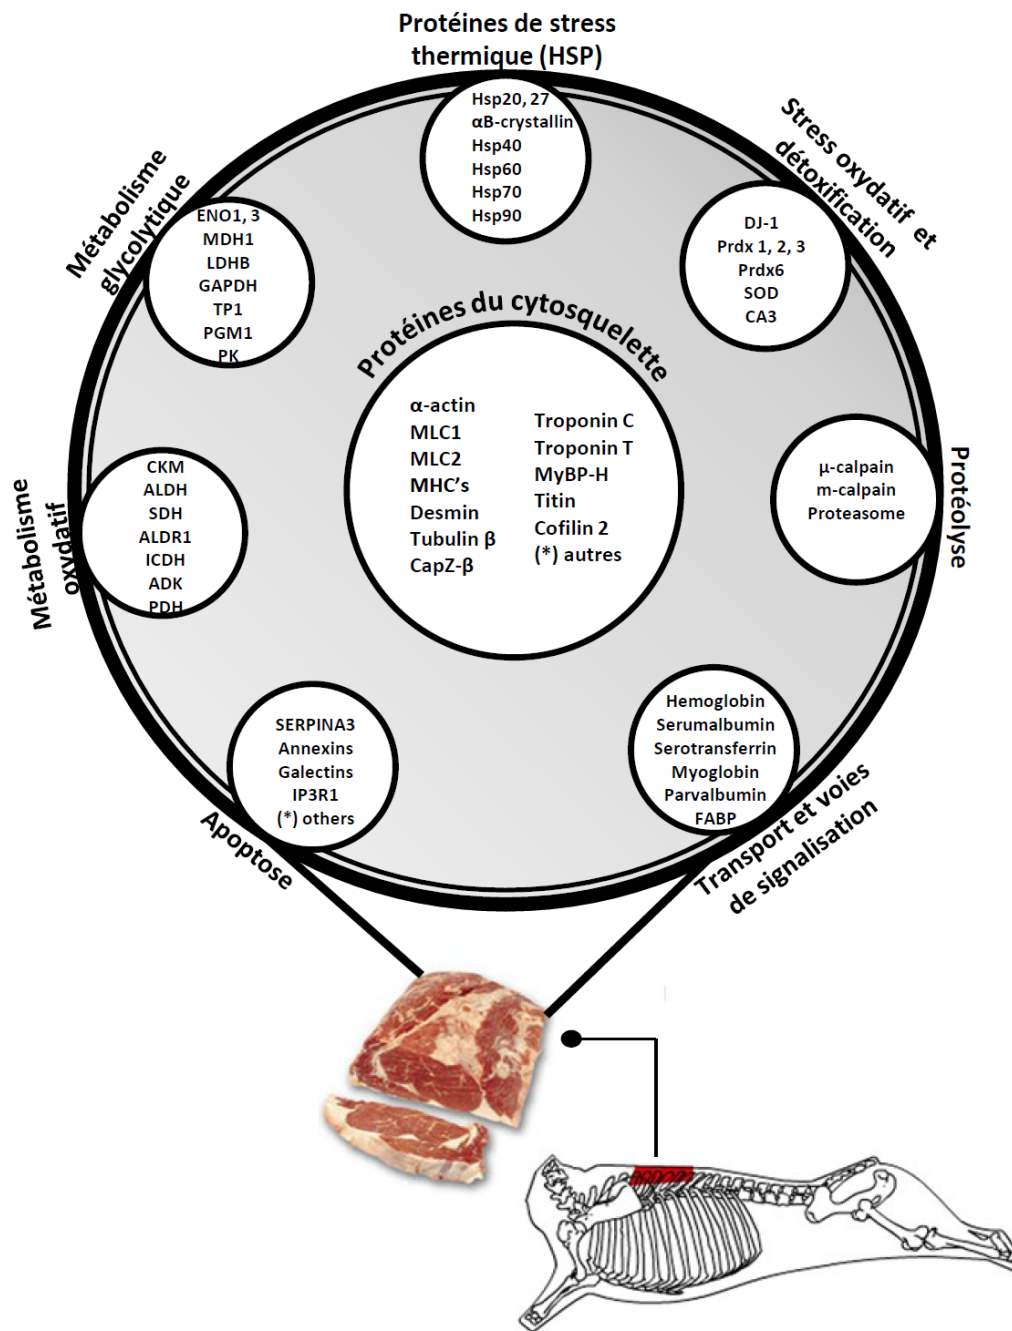 Protéines de stress
thermique (HSP)
Hsp20, 27
αB-crystallin
Hsp40
Hsp60
Hsp70
Hsp90
Stress oxydatif et
détoxification
DJ-1
Prdx 1, 2, 3
Prdx6
SOD
CA3
Métabolisme
glycolytique
ENO1, 3
MDH1
LDHB
GAPDH
TP1
PGM1
PK
Protéines du cytosquelette
α-actin
MLC1
MLC2
MHC's
Desmin
Tubulin β
CapZ-β
Troponin C
Troponin T
MyBP-H
Titin
Cofilin 2
(*) autres
Protéolyse
μ-calpain
m-calpain
Proteasome
Métabolisme
oxydatif
CKM
ALDH
SDH
ALDR1
ICDH
ADK
PDH
Apoptose
SERPINA3
Annexins
Galectins
IP3R1
(*) others
Transport et voies
de signalisation
Hemoglobin
Serumalbumin
Serotransferrin
Myoglobin
Parvalbumin
FABP